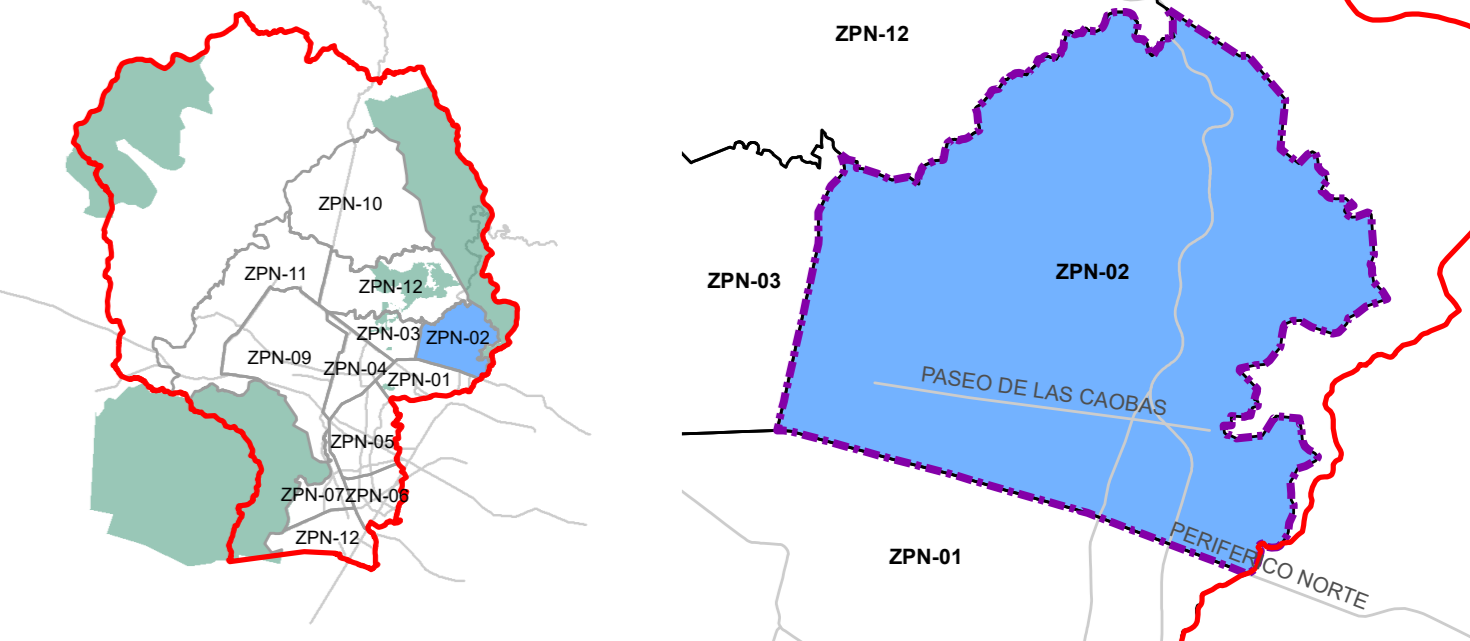 ZPN-10
ZPN-11
ZPN-12
ZPN-03
ZPN-02
ZPN-09
ZPN-04
ZPN-01
ZPN-05
ZPN-07
ZPN-06
ZPN-12
ZPN-12
ZPN-03
ZPN-02
PASEO DE LAS CAOBAS
ZPN-01
PERIFERICO NORTE